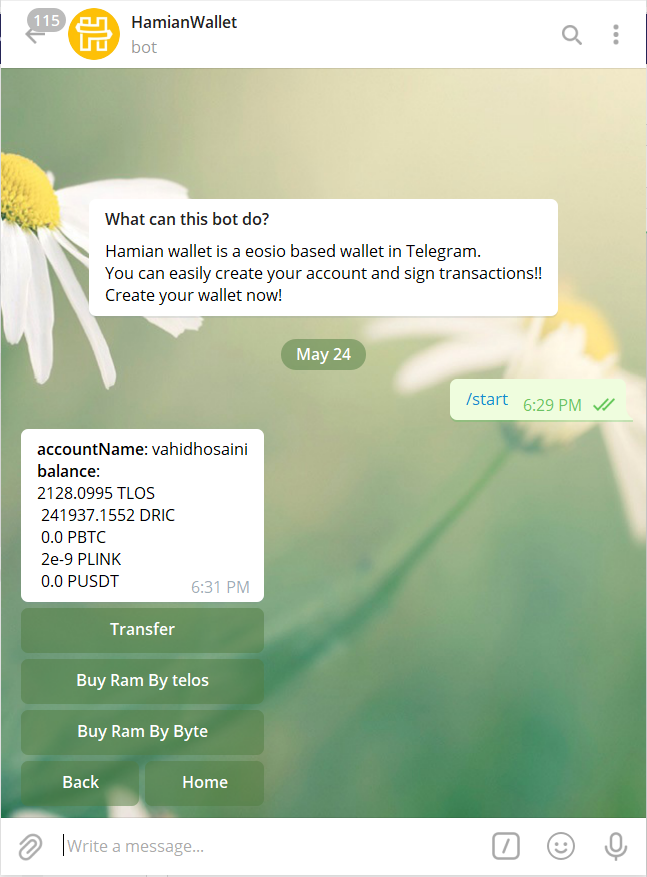 115
HamianWallet
bot
What can this bot do?
Hamian wallet is a eosio based wallet in Telegram.
You can easily create your account and sign transactions!!
Create your wallet now!
May 24
/start 6:29 PM
accountName: vahidhosaini
balance:
2128.0995 TLOS
241937.1552 DRIC
0.0 PBTC
2e-9 PLINK
0.0 PUSDT
6:31 PM
Transfer
Buy Ram By telos
Buy Ram By Byte
Back Home
Write a message...